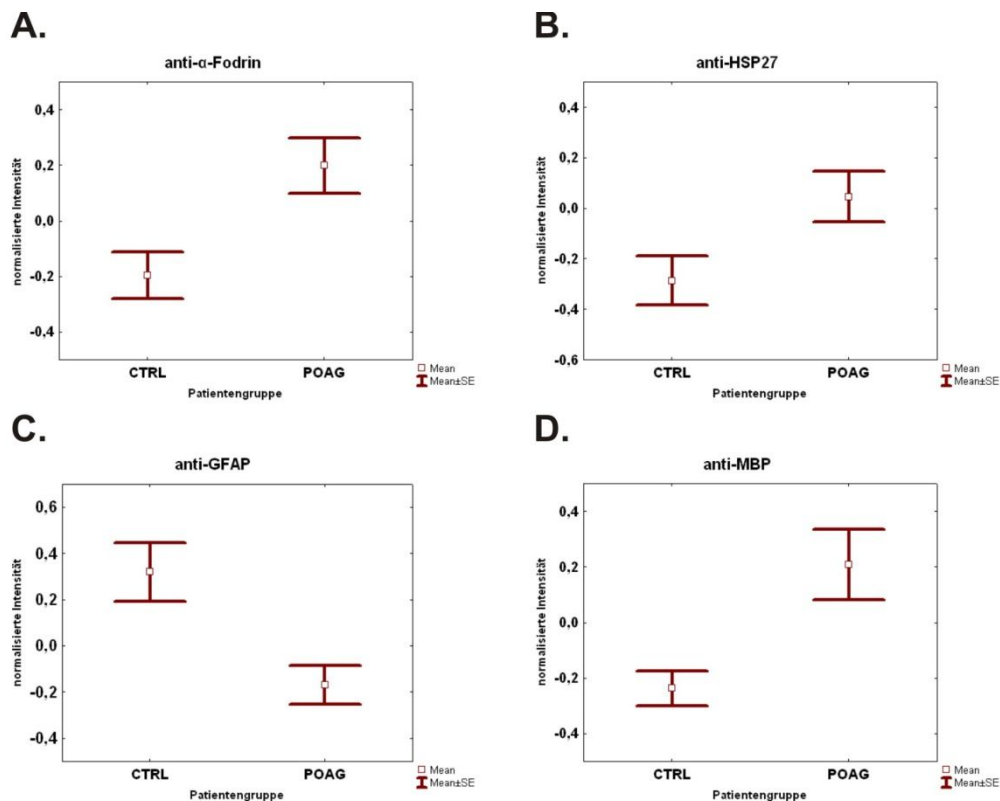 A.
anti-α-Fodrin
normalisierte Intensität
0,4
0,2
0,0
-0,2
-0,4
CTRL
POAG
Patientengruppe
Mean
Mean±SE
B.
anti-HSP27
normalisierte Intensität
0,4
0,2
0,0
-0,2
-0,4
-0,6
CTRL
POAG
Patientengruppe
Mean
Mean±SE
C.
anti-GFAP
normalisierte Intensität
0,6
0,4
0,2
0,0
-0,2
-0,4
CTRL
POAG
Patientengruppe
Mean
Mean±SE
D.
anti-MBP
normalisierte Intensität
0,4
0,2
0,0
-0,2
-0,4
CTRL
POAG
Patientengruppe
Mean
Mean±SE